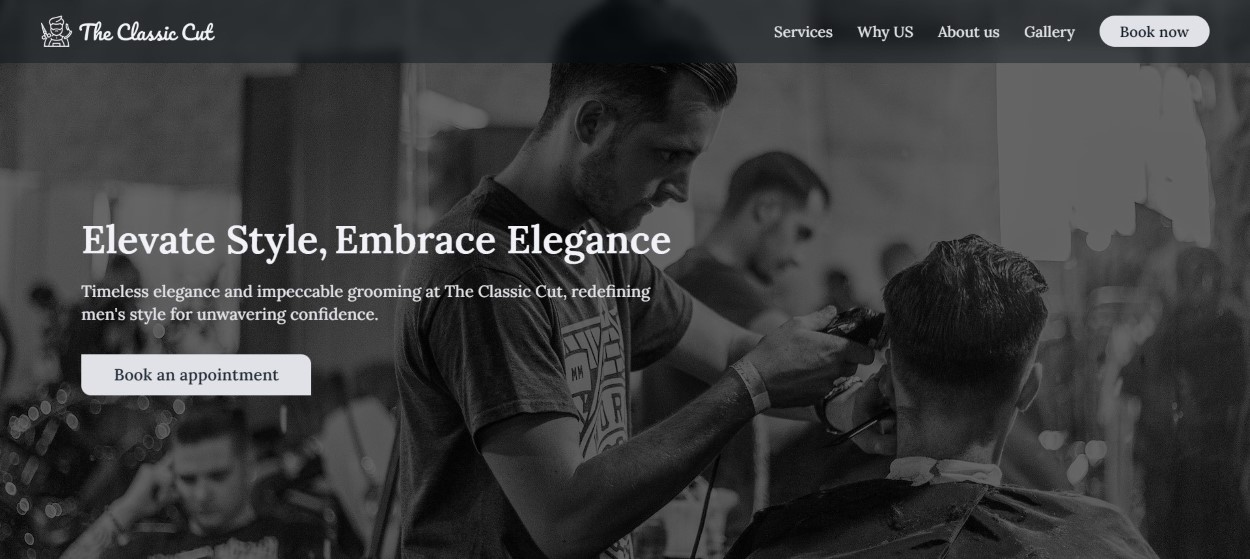 The Classic Cut
Services Why US About us Gallery Book now
Elevate Style, Embrace Elegance
Timeless elegance and impeccable grooming at The Classic Cut, redefining
men's style for unwavering confidence.
Book an appointment